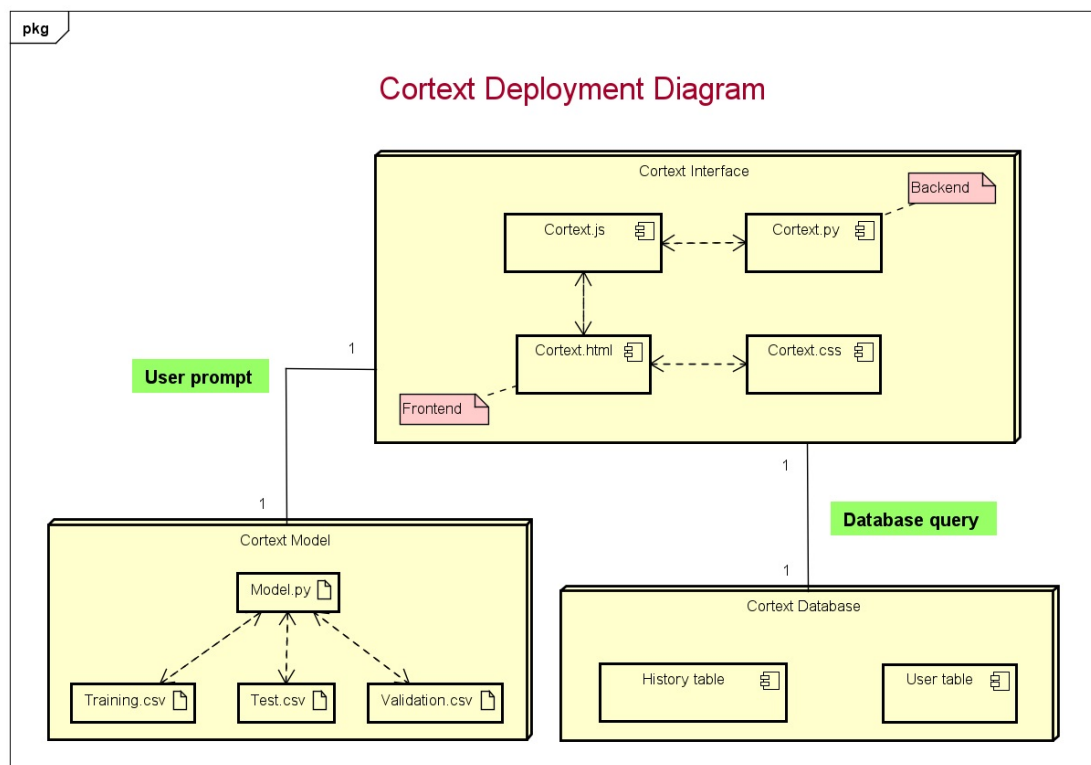 pkg
Cortext Deployment Diagram
Cortext Interface
Backend
Cortext.js
Cortext.py
Cortext.html
Cortext.css
Frontend
1
User prompt
1
1
Database query
1
Cortext Model
Model.py
Training.csv
Test.csv
Validation.csv
Cortext Database
History table
User table